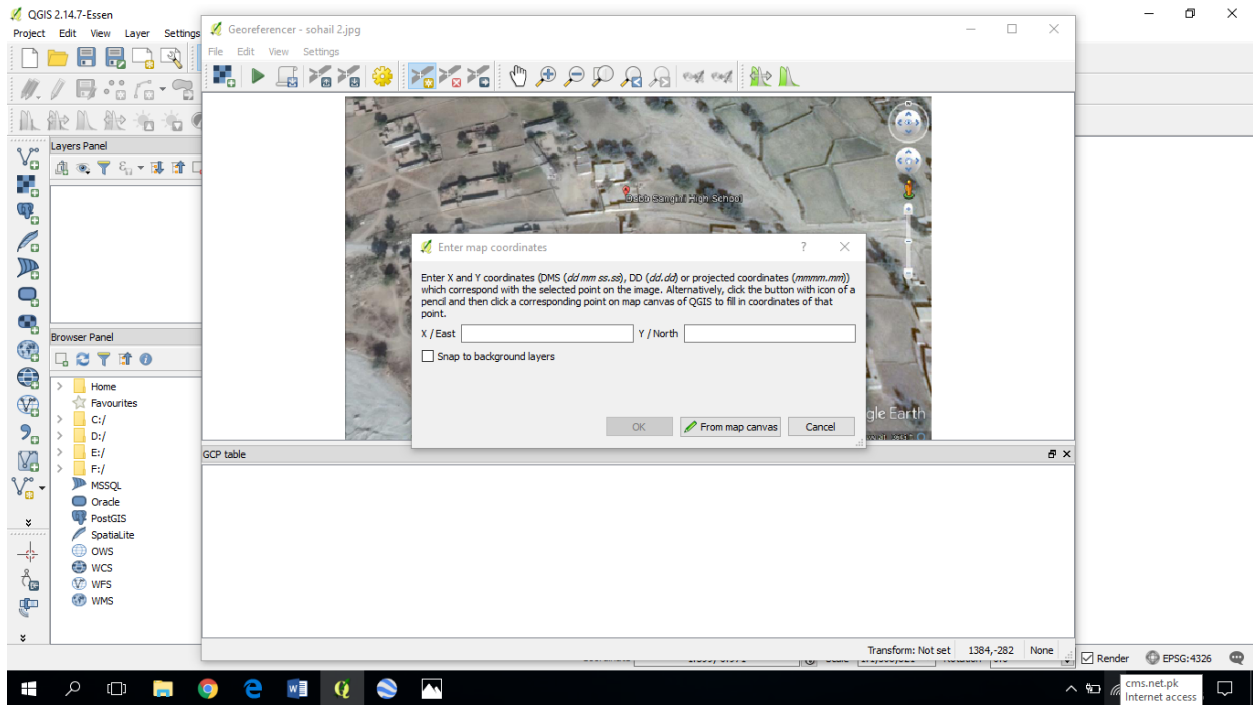 QGIS 2.14.7-Essen
Project Edit View Layer Settings
Georeferencer - sohail 2.jpg
File Edit View Settings
Layers Panel
Browser Panel
Home
Favourites
C:/
D:/
E:/
F:/
MSSQL
Oracle
PostGIS
SpatiaLite
OWS
WCS
WFS
WMS
High School
Enter map coordinates
Enter X and Y coordinates (DMS (dd mm ss.ss), DD (dd.dd) or projected coordinates (mmmm.mm))
which correspond with the selected point on the image. Alternatively, click the button with icon of a
pencil and then click a corresponding point on map canvas of QGIS to fill in coordinates of that
point.
X / East
Y / North
Snap to background layers
OK
From map canvas
Cancel
gle Earth
GCP table
Transform: Not set 1384,-282 None
Render
EPSG:4326
cms.net.pk
Internet access